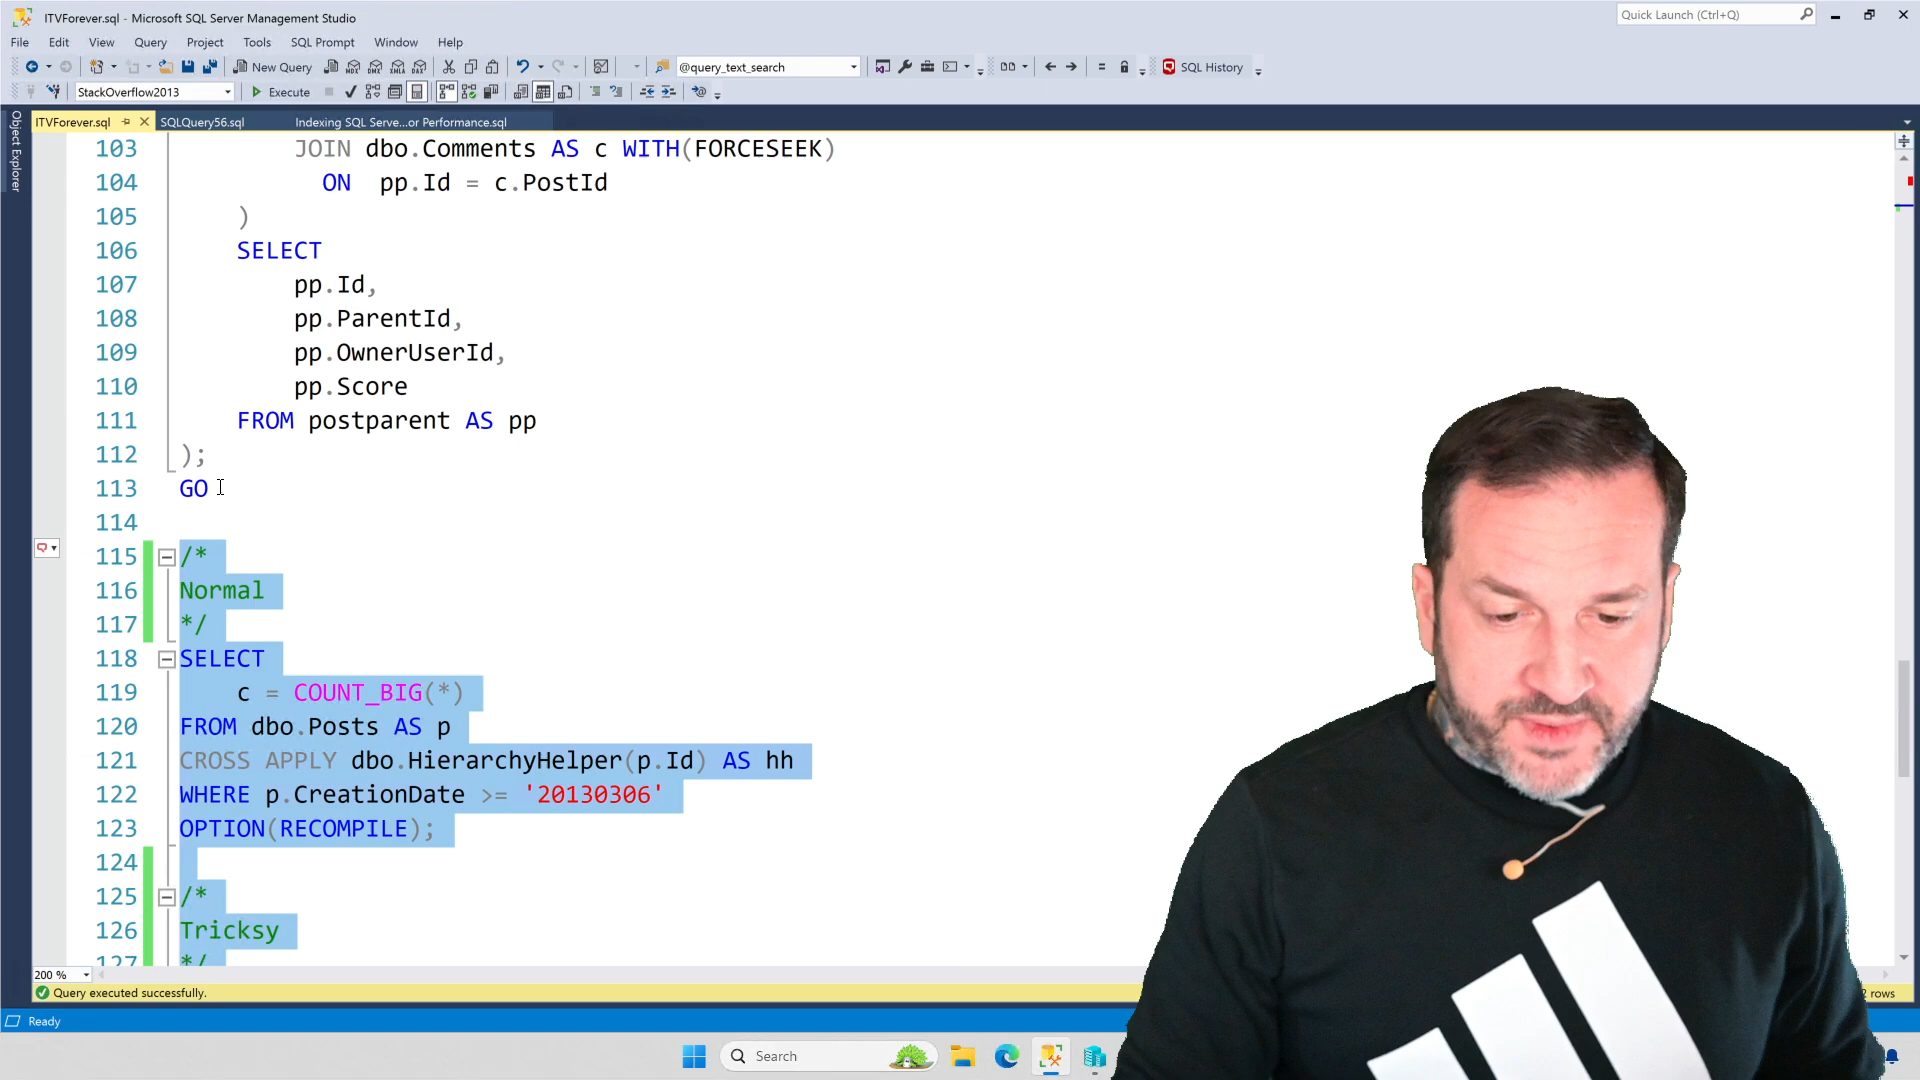 ITVForever.sql - Microsoft SQL Server Management Studio
Quick Launch (Ctrl+Q)
File Edit View Query Project Tools SQL Prompt Window Help
New Query MDX DMX XMLA DAX @query_text_search SQL History
StackOverflow2013 Execute
ITVForever.sql SQLQuery56.sql Indexing SQL Serve...or Performance.sql
Object Explorer
103 JOIN dbo.Comments AS c WITH(FORCESEEK)
104 ON pp.Id = c.PostId
105 )
106 SELECT
107 pp.Id,
108 pp.ParentId,
109 pp.OwnerUserId,
110 pp.Score
111 FROM postparent AS pp
112 );
113 GO
114
115 /*
116 Normal
117 */
118 SELECT
119 c = COUNT_BIG(*)
120 FROM dbo.Posts AS p
121 CROSS APPLY dbo.HierarchyHelper(p.Id) AS hh
122 WHERE p.CreationDate >= '20130306'
123 OPTION(RECOMPILE);
124
125 /*
126 Tricksy
127 */
200 %
Query executed successfully.
rows
Ready
Search